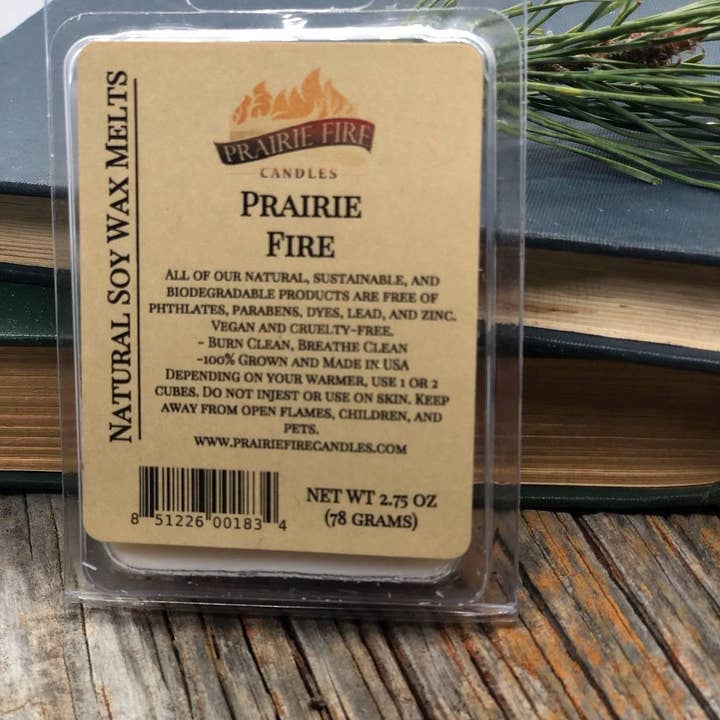 NATURAL SOY WAX MELTS
PRAIRIE FIRE
CANDLES
PRAIRIE
FIRE
ALL OF OUR NATURAL, SUSTAINABLE, AND
BIODEGRADABLE PRODUCTS ARE FREE OF
PHTHLATES, PARABENS, DYES, LEAD, AND ZINC.
VEGAN AND CRUELTY-FREE.
- BURN CLEAN, BREATHE CLEAN
-100% GROWN AND MADE IN USA
DEPENDING ON YOUR WARMER, USE 1 OR 2
CUBES. DO NOT INJEST OR USE ON SKIN. KEEP
AWAY FROM OPEN FLAMES, CHILDREN, AND
PETS.
WWW.PRAIRIEFIRECANDLES.COM
8 51226 00183 4
NET WT 2.75 OZ
(78 GRAMS)